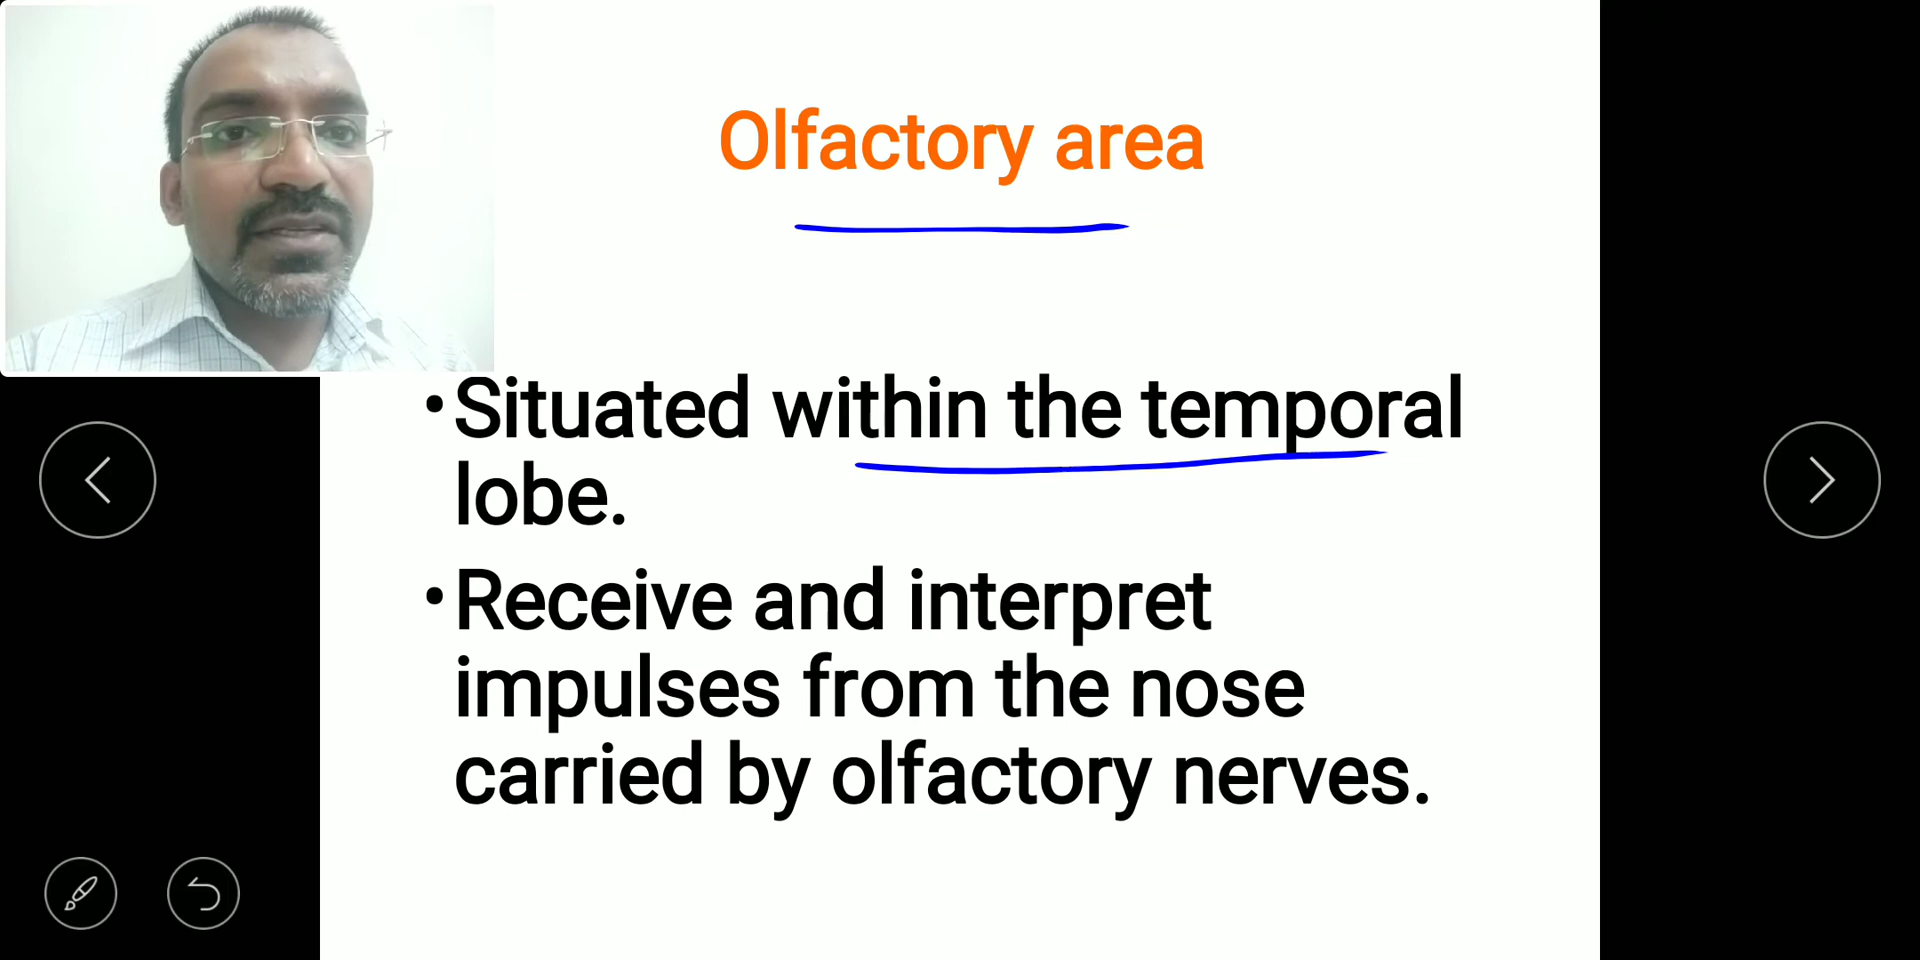 Olfactory area
•Situated within the temporal
lobe.
•Receive and interpret
impulses from the nose
carried by olfactory nerves.